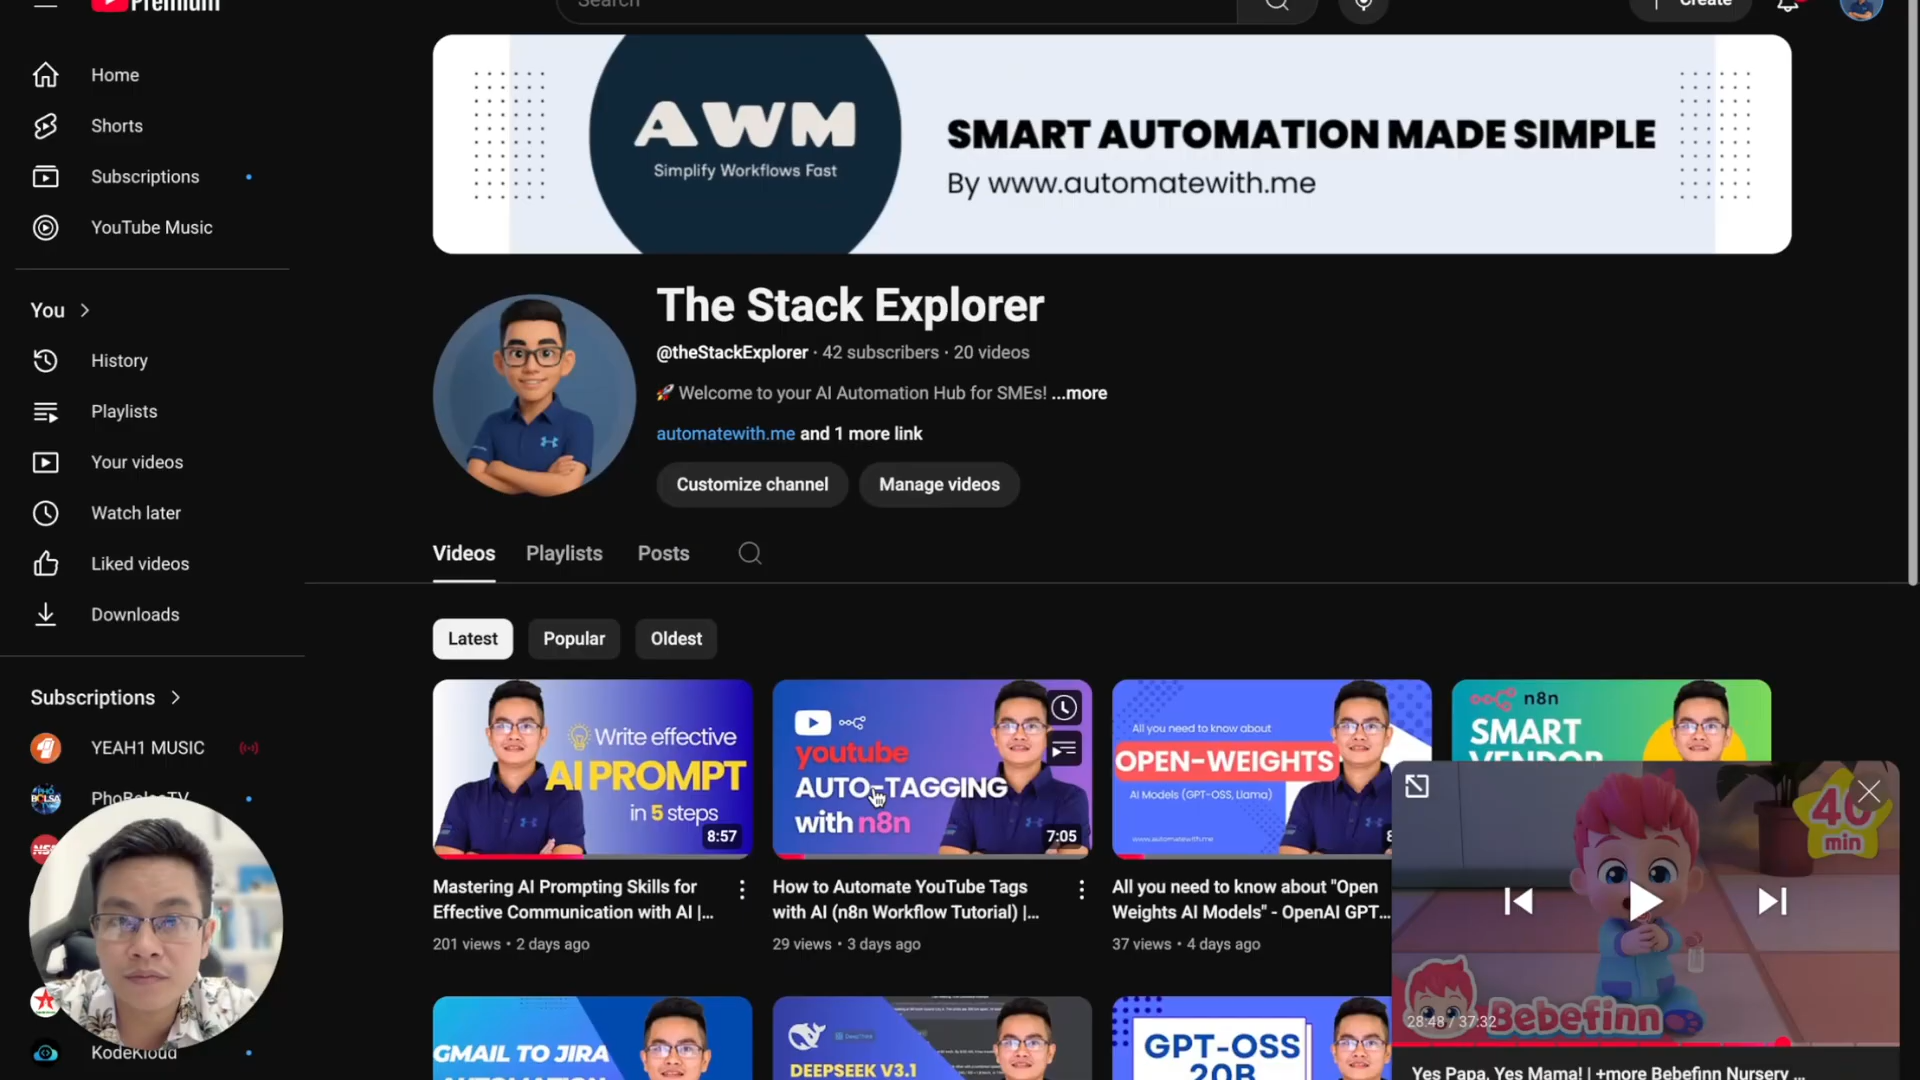 Premium
Search
Create
Home
Shorts
Subscriptions
YouTube Music
You
History
Playlists
Your videos
Watch later
Liked videos
Downloads
Subscriptions
YEAH1 MUSIC
PhoBolsaTV
KodeKloud
AWM
Simplify Workflows Fast
SMART AUTOMATION MADE SIMPLE
By www.automatewith.me
The Stack Explorer
@theStackExplorer · 42 subscribers · 20 videos
🚀 Welcome to your AI Automation Hub for SMEs! ...more
automatewith.me and 1 more link
Customize channel
Manage videos
Videos
Playlists
Posts
Latest
Popular
Oldest
Write effective
AI PROMPT
in 5 steps
8:57
Mastering AI Prompting Skills for
Effective Communication with AI |...
201 views • 2 days ago
youtube
AUTO-TAGGING
with n8n
7:05
How to Automate YouTube Tags
with AI (n8n Workflow Tutorial) |...
29 views • 3 days ago
All you need to know about
OPEN-WEIGHTS
AI Models (GPT-OSS, Llama)
www.automatewith.me
8
All you need to know about "Open
Weights AI Models" - OpenAI GPT...
37 views • 4 days ago
n8n
SMART
VENDOR
GMAIL TO JIRA
AUTOMATION
DEEPSEEK V3.1
GPT-OSS
20B
40
min
Bebefinn
28:48 / 37:32
Yes Papa, Yes Mama! | +more Bebefinn Nursery ...